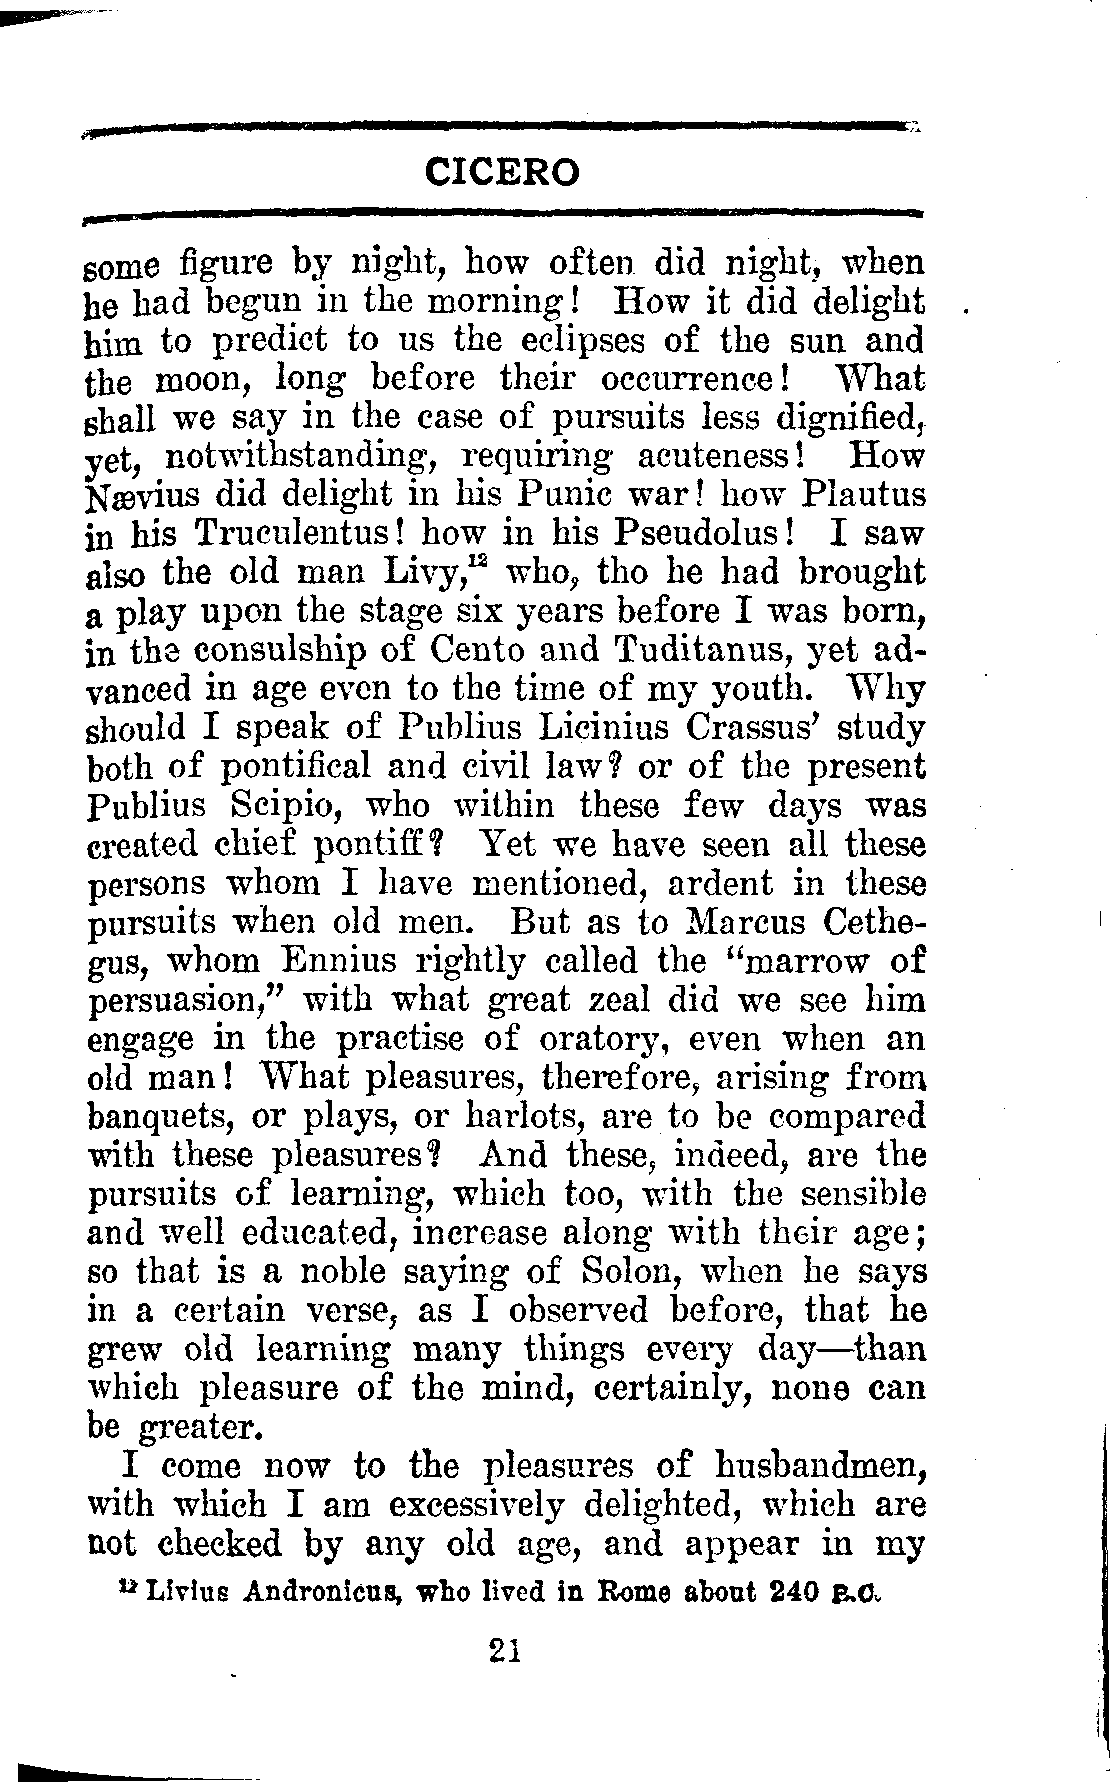 CICERO
some figure by night, how often did night, when
he had begun in the morning! How it did delight
him to predict to us the eclipses of the sun and
the moon, long before their occurrence! What
shall we say in the case of pursuits less dignified,
yet, notwithstanding, requiring acuteness! How
Nævius did delight in his Punic war! how Plautus
in his Truculentus! how in his Pseudolus! I saw
also the old man Livy,¹² who, tho he had brought
a play upon the stage six years before I was born,
in the consulship of Cento and Tuditanus, yet ad-
vanced in age even to the time of my youth. Why
should I speak of Publius Licinius Crassus' study
both of pontifical and civil law? or of the present
Publius Scipio, who within these few days was
created chief pontiff? Yet we have seen all these
persons whom I have mentioned, ardent in these
pursuits when old men. But as to Marcus Cethe-
gus, whom Ennius rightly called the "marrow of
persuasion," with what great zeal did we see him
engage in the practise of oratory, even when an
old man! What pleasures, therefore, arising from
banquets, or plays, or harlots, are to be compared
with these pleasures? And these, indeed, are the
pursuits of learning, which too, with the sensible
and well educated, increase along with their age;
so that is a noble saying of Solon, when he says
in a certain verse, as I observed before, that he
grew old learning many things every day—than
which pleasure of the mind, certainly, none can
be greater.
I come now to the pleasures of husbandmen,
with which I am excessively delighted, which are
not checked by any old age, and appear in my
¹² Livius Andronicus, who lived in Rome about 240 B.C.
21